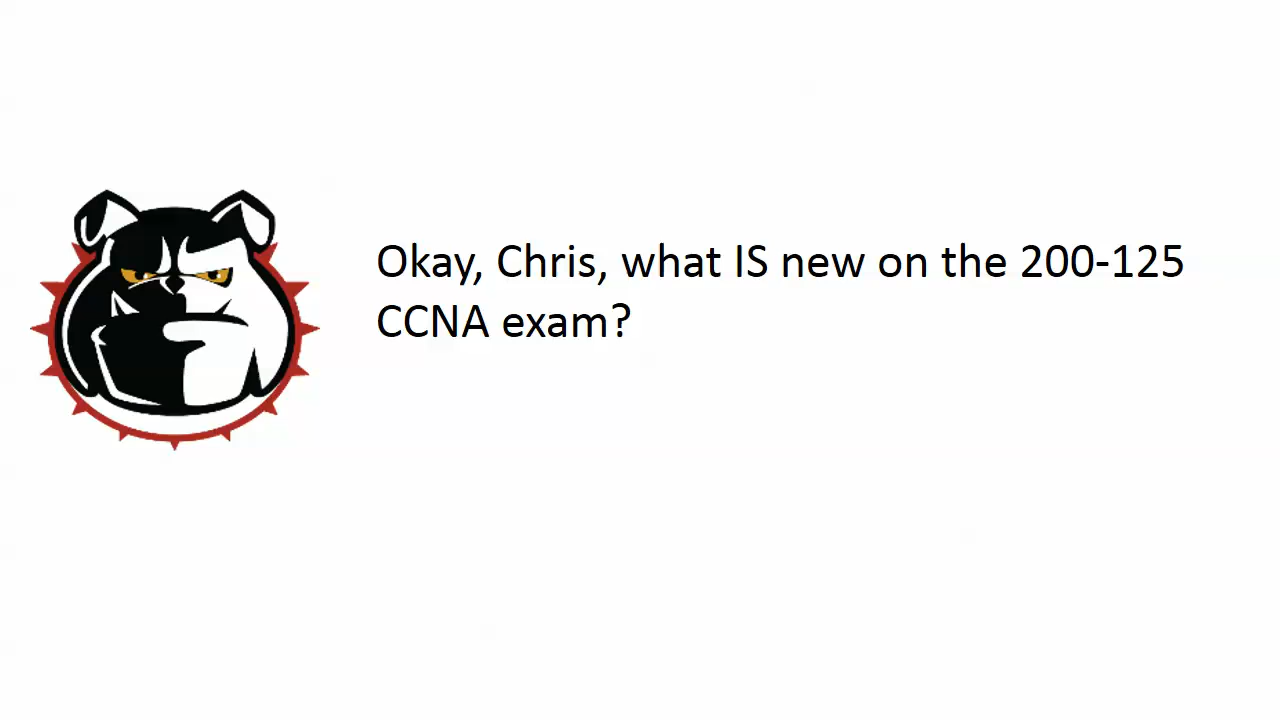 Okay, Chris, what IS new on the 200-125
CCNA exam?